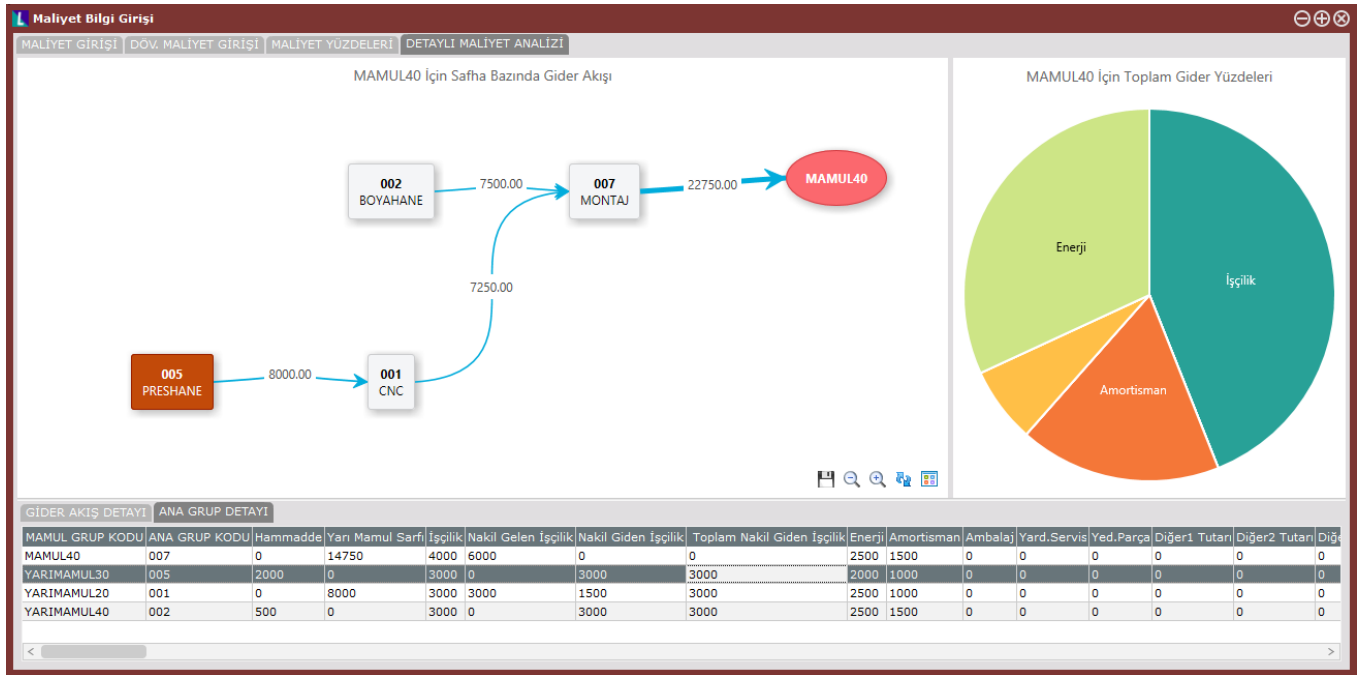 Maliyet Bilgi Girişi
MALİYET GİRİŞİ DÖV. MALİYET GİRİŞİ MALİYET YÜZDELERİ DETAYLI MALİYET ANALİZİ
MAMUL40 İçin Safha Bazında Gider Akışı
002
BOYAHANE
7500.00
007
MONTAJ
22750.00
MAMUL40
7250.00
005
PRESHANE
8000.00
001
CNC
MAMUL40 İçin Toplam Gider Yüzdeleri
Enerji
İşçilik
Amortisman
GİDER AKIŞ DETAYI ANA GRUP DETAYI
MAMUL GRUP KODU ANA GRUP KODU Hammadde Yarı Mamul Sarfı İşçilik Nakil Gelen İşçilik Nakil Giden İşçilik Toplam Nakil Giden İşçilik Enerji Amortisman Ambalaj Yard.Servis Yed.Parça Diğer1 Tutarı Diğer2 Tutarı Diğe
MAMUL40 007 0 14750 4000 6000 0 0 2500 1500 0 0 0 0 0 0
YARIMAMUL30 005 2000 0 3000 0 3000 3000 2000 1000 0 0 0 0 0 0
YARIMAMUL20 001 0 8000 3000 3000 1500 3000 2500 1000 0 0 0 0 0 0
YARIMAMUL40 002 500 0 3000 0 3000 3000 2500 1500 0 0 0 0 0 0